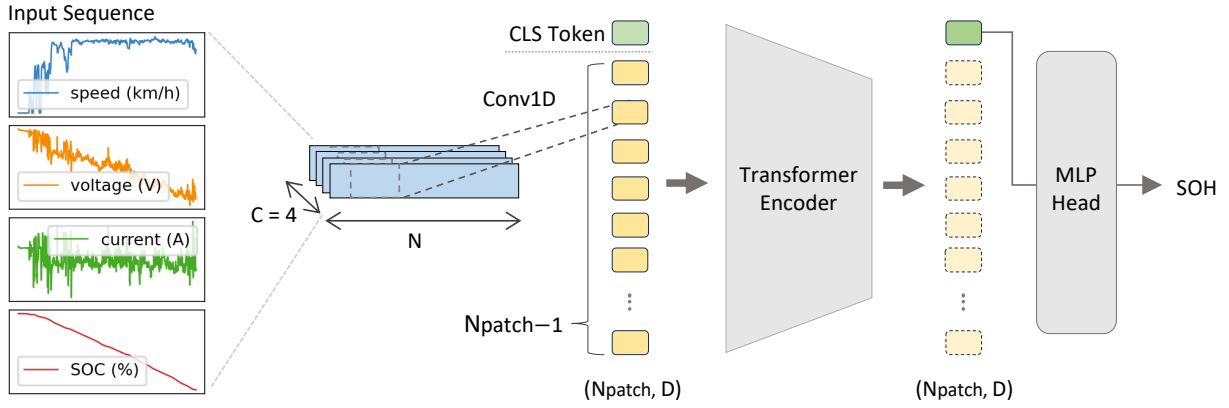 Input Sequence
speed (km/h)
voltage (V)
current (A)
SOC (%)
C = 4
N
Conv1D
CLS Token
Npatch−1
(Npatch, D)
Transformer
Encoder
(Npatch, D)
MLP
Head
SOH